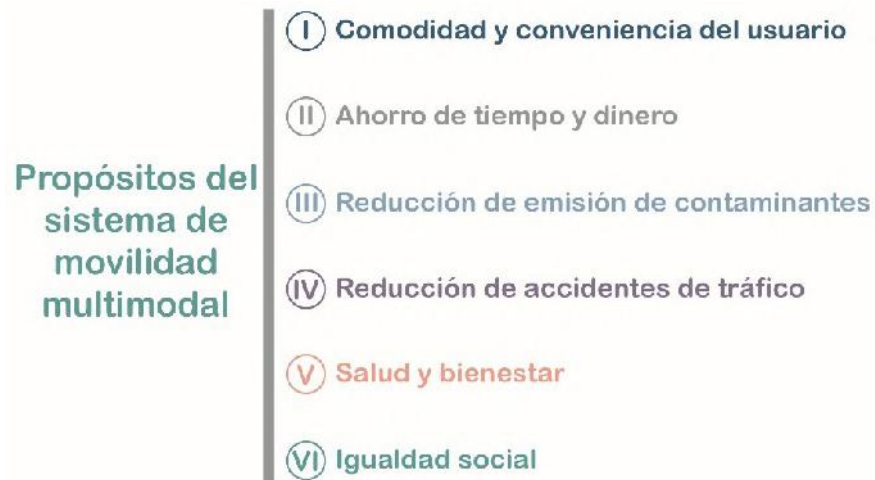 Propósitos del
sistema de
movilidad
multimodal
I Comodidad y conveniencia del usuario
II Ahorro de tiempo y dinero
III Reducción de emisión de contaminantes
IV Reducción de accidentes de tráfico
V Salud y bienestar
VI Igualdad social